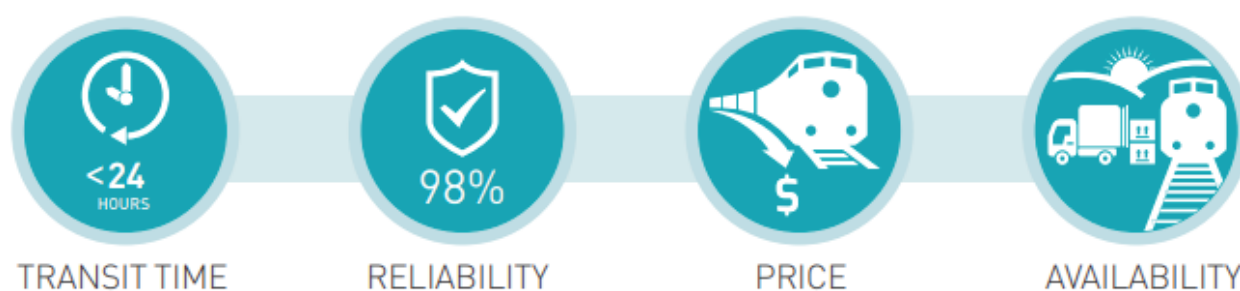 <24
HOURS
98%
$
TRANSIT TIME
RELIABILITY
PRICE
AVAILABILITY